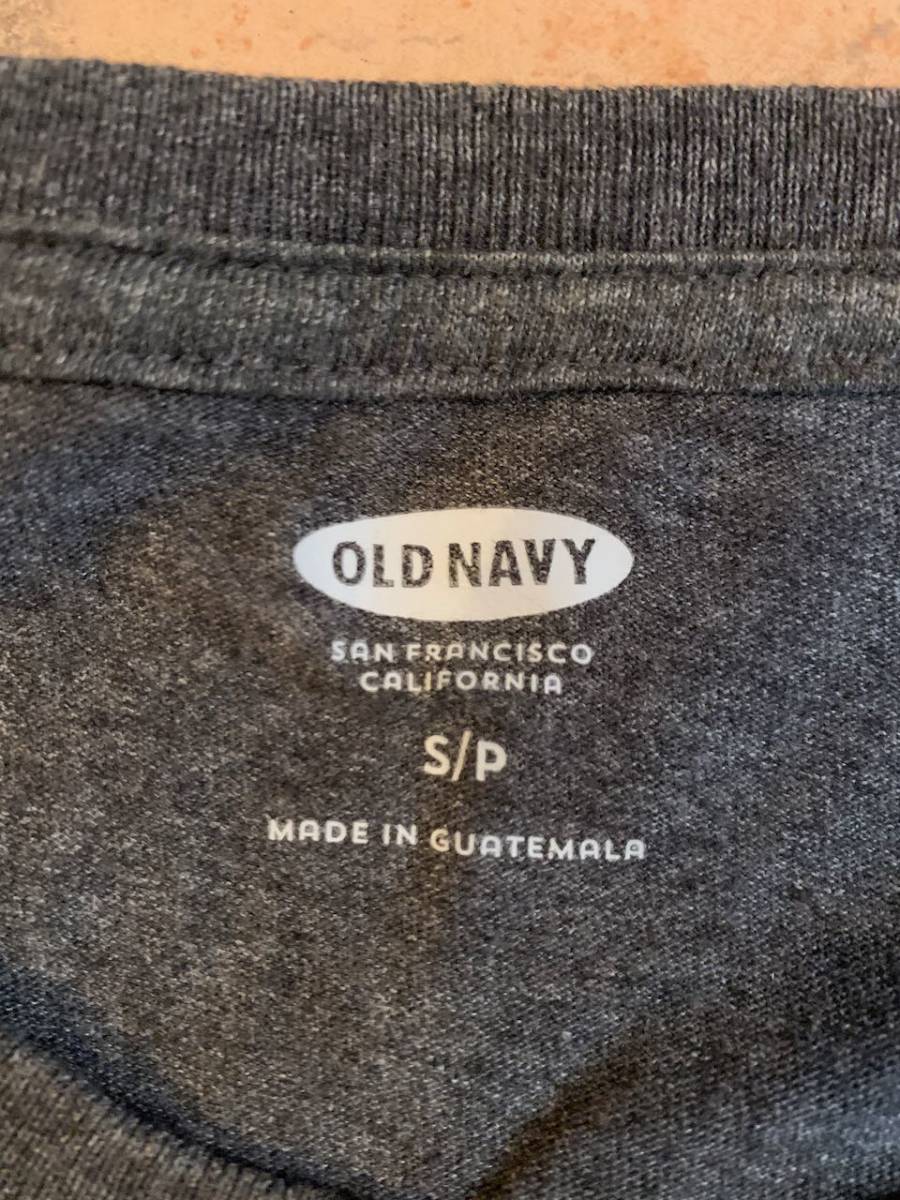 OLD NAVY
SAN FRANCISCO
CALIFORNIA
S/P
MADE IN GUATEMALA